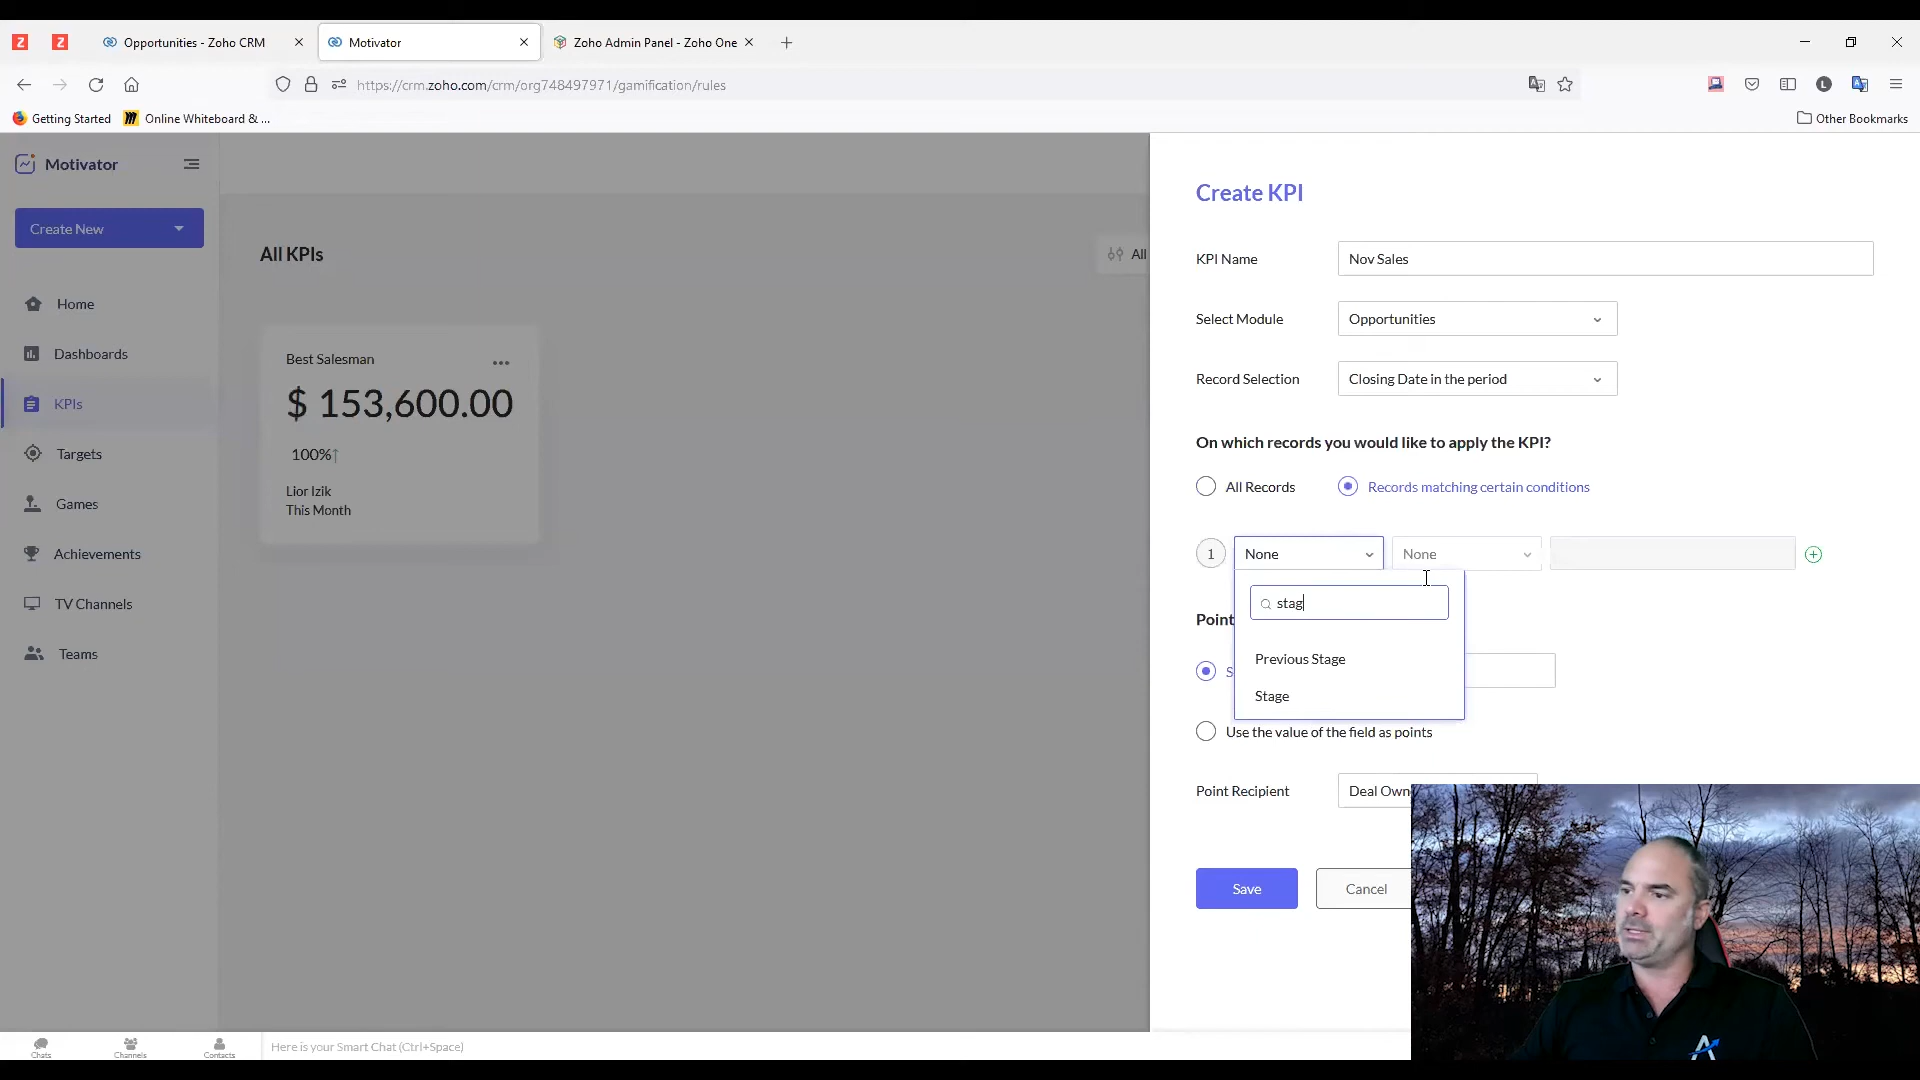 Opportunities - Zoho CRM
Motivator
Zoho Admin Panel - Zoho One
https://crm.zoho.com/crm/org748497971/gamification/rules
Getting Started
Online Whiteboard & ...
Other Bookmarks
Motivator
Create New
Home
Dashboards
KPIs
Targets
Games
Achievements
TV Channels
Teams
All KPIs
All
Best Salesman
$ 153,600.00
100%↑
Lior Izik
This Month
Create KPI
KPI Name
Nov Sales
Select Module
Opportunities
Record Selection
Closing Date in the period
On which records you would like to apply the KPI?
All Records
Records matching certain conditions
1
None
None
stag
Previous Stage
Stage
Point
S
Use the value of the field as points
Point Recipient
Deal Own
Save
Cancel
Chats
Channels
Contacts
Here is your Smart Chat (Ctrl+Space)